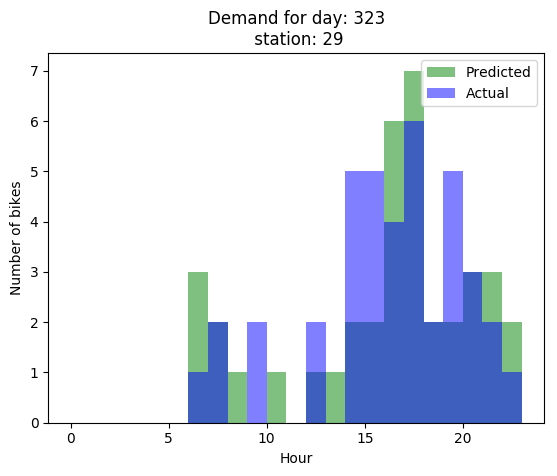 Demand for day: 323
station: 29
Predicted
Actual
Number of bikes
7
6
5
4
3
2
1
0
0 5 10 15 20
Hour